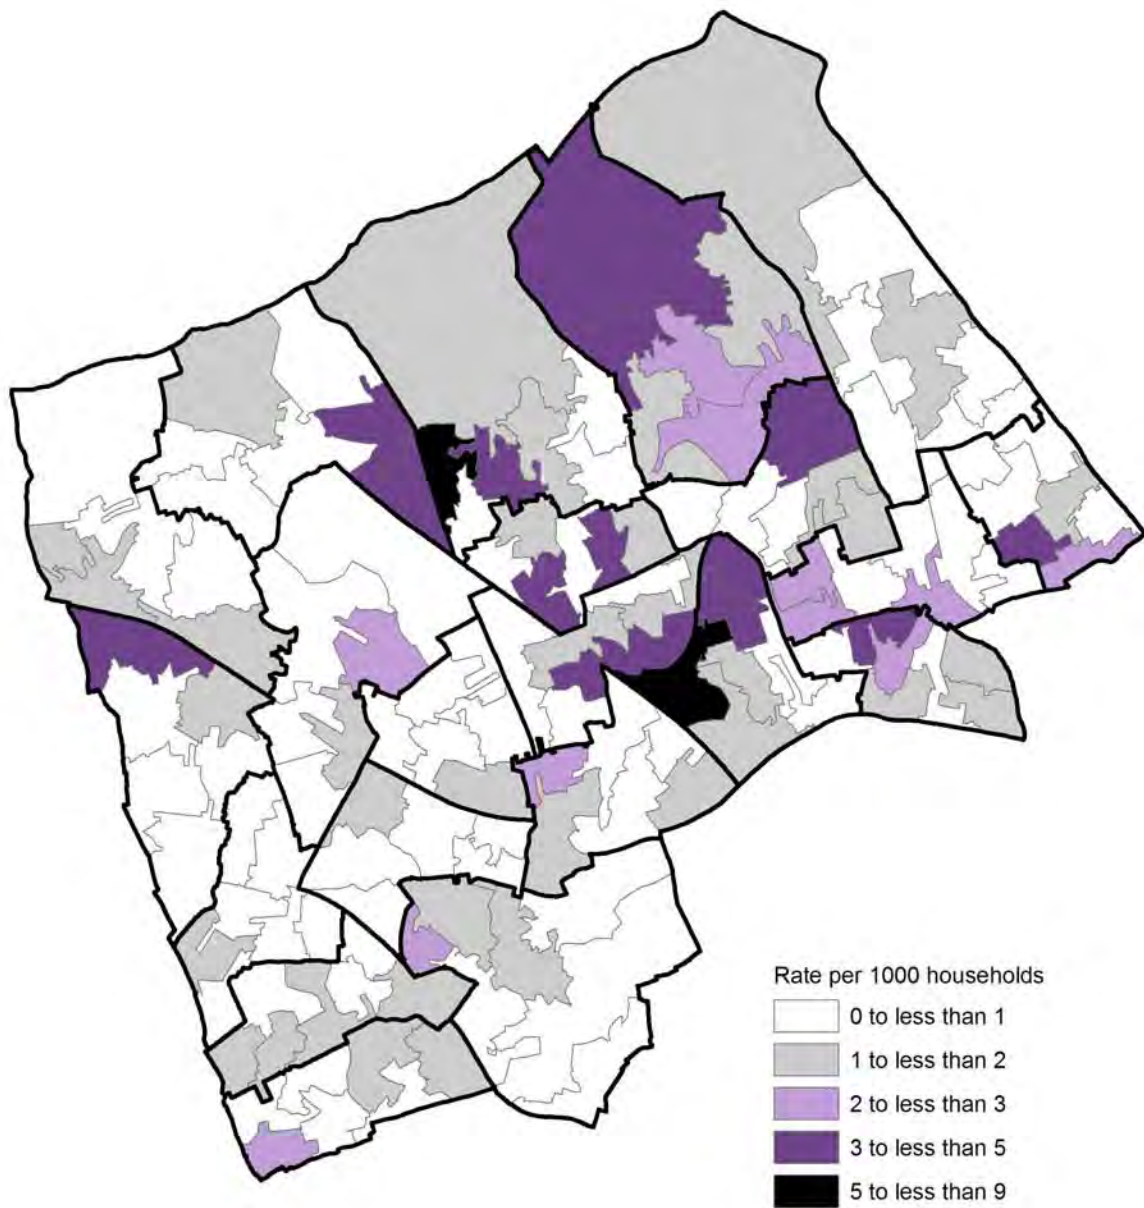 Rate per 1000 households
0 to less than 1
1 to less than 2
2 to less than 3
3 to less than 5
5 to less than 9